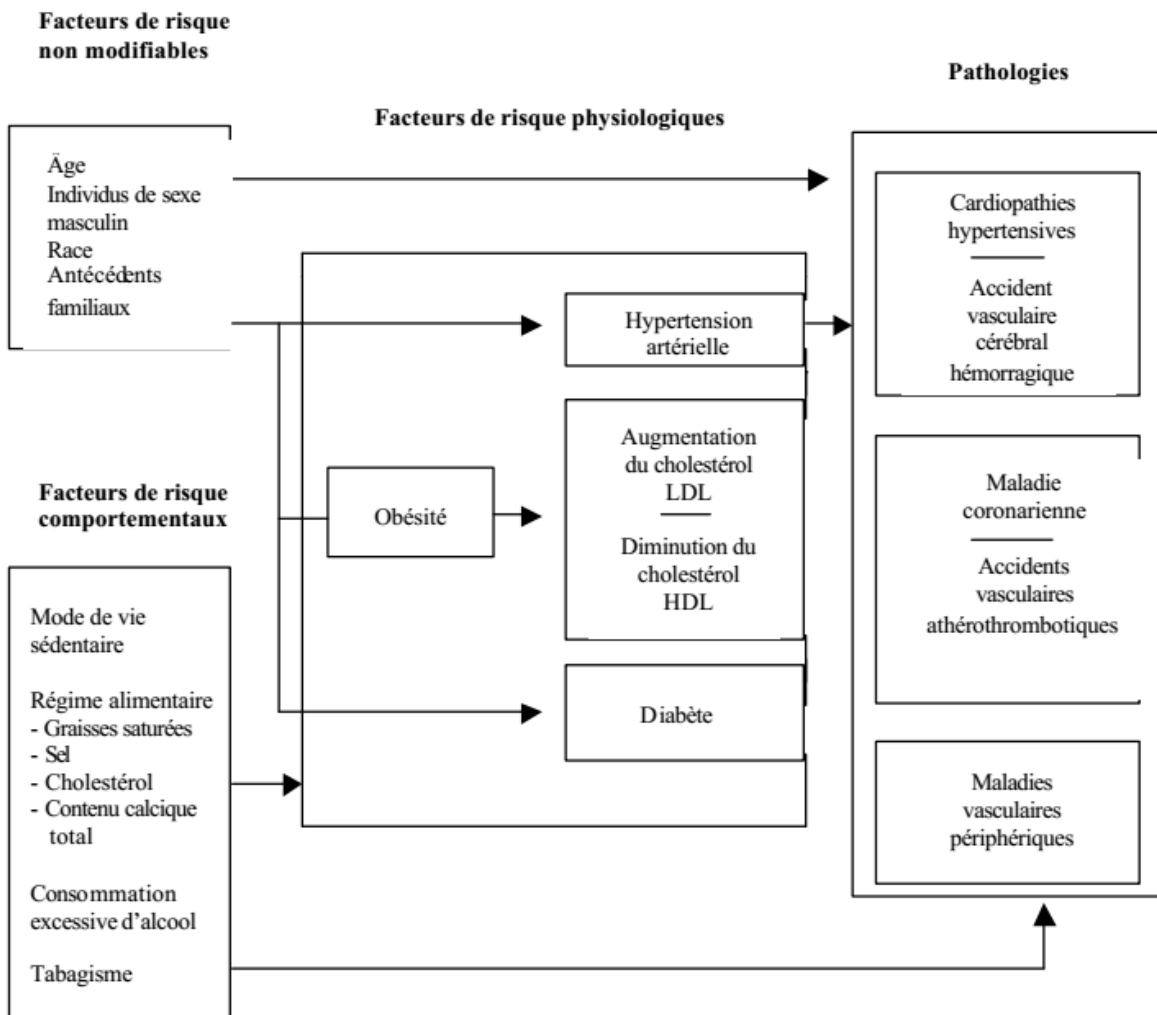 Facteurs de risque
non modifiables
Pathologies
Facteurs de risque physiologiques
Äge
Individus de sexe
masculin
Race
Antécédents
familiaux
Cardiopathies
hypertensives
Accident
vasculaire
cérébral
hémorragique
Hypertension
artérielle
Augmentation
du cholestérol
LDL
Diminution du
cholestérol
HDL
Obésité
Maladie
coronarienne
Accidents
vasculaires
athérothrombotiques
Facteurs de risque
comportementaux
Mode de vie
sédentaire
Régime alimentaire
- Graisses saturées
- Sel
- Cholestérol
- Contenu calcique
total
Consommation
excessive d'alcool
Tabagisme
Diabète
Maladies
vasculaires
périphériques